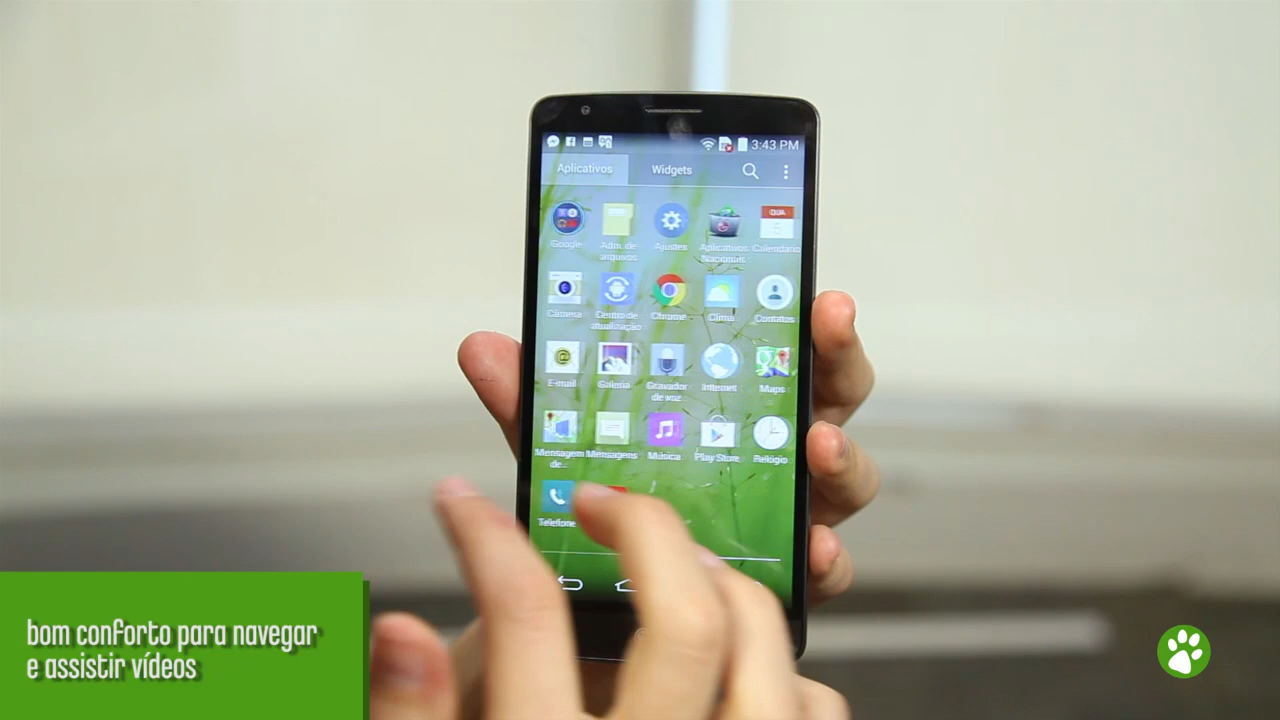 3:43 PM
Aplicativos Widgets
Google Adm. de Ajustes Aplicativos Calendário
arquivos Nacionais
Câmera Centro de Chrome Clima Contatos
atualização
E-mail Galeria Gravador Internet Maps
de voz
Mensagem Mensagens Música Play Store Relógio
de...
Telefone
bom conforto para navegar
e assistir vídeos